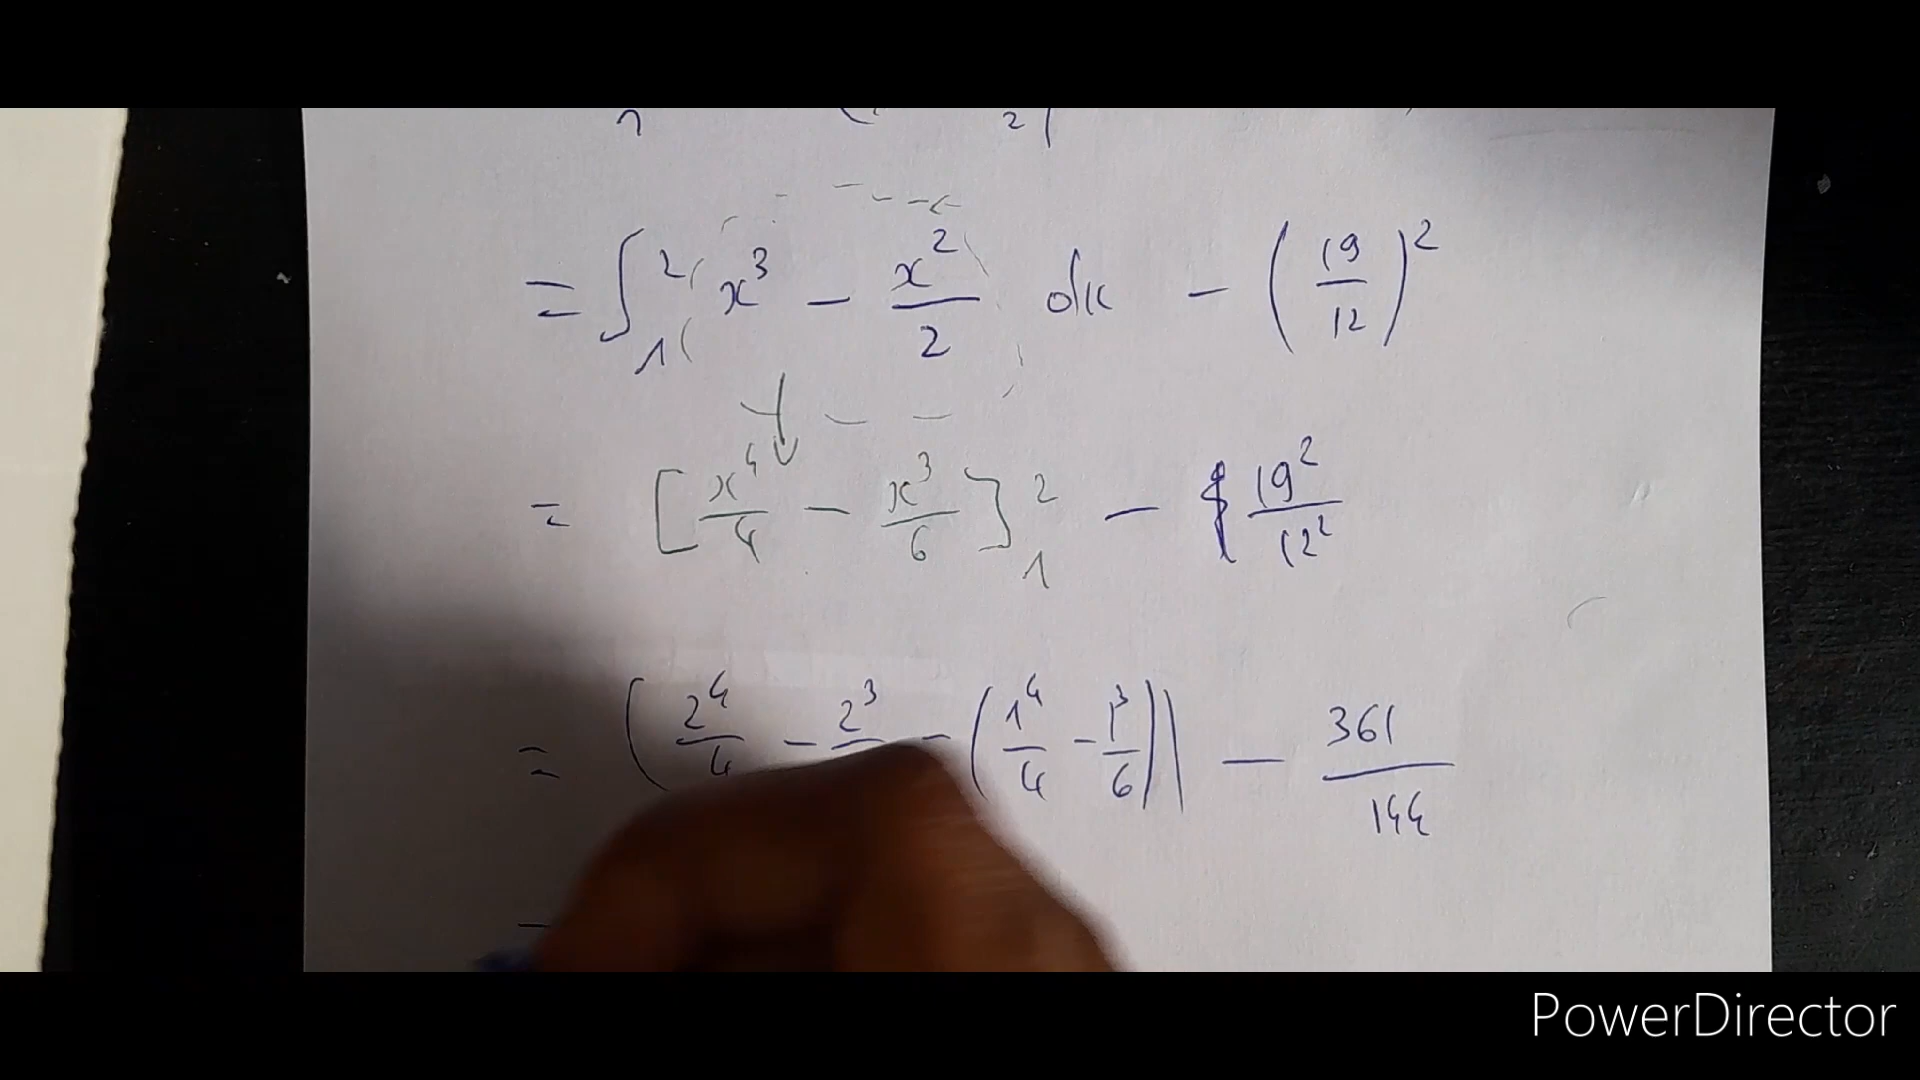 = ∫₁² x³ − x²/2 dx − (19/12)²
= [x⁴/4 − x³/6]₁² − 19²/12²
= (2⁴/4 − 2³ − (1⁴/4 − 1³/6)) − 361/144
PowerDirector